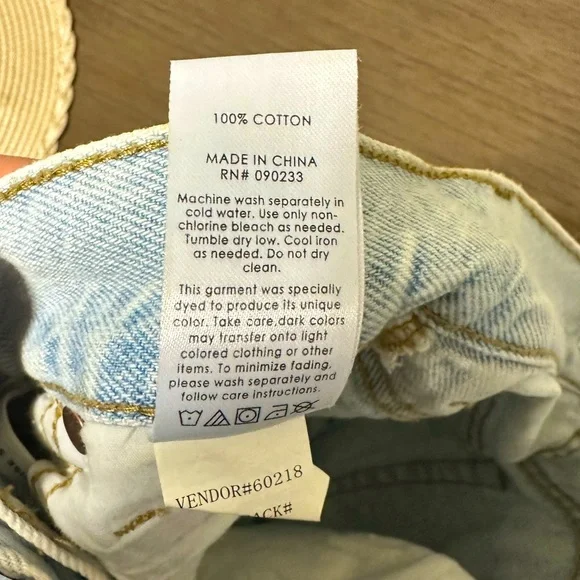 100% COTTON
MADE IN CHINA
RN# 090233
Machine wash separately in
cold water. Use only non-
chlorine bleach as needed.
Tumble dry low. Cool iron
as needed. Do not dry
clean.
This garment was specially
dyed to produce its unique
color. Take care,dark colors
may transfer onto light
colored clothing or other
items. To minimize fading,
please wash separately and
follow care instructions.
VENDOR#60218
ACK#